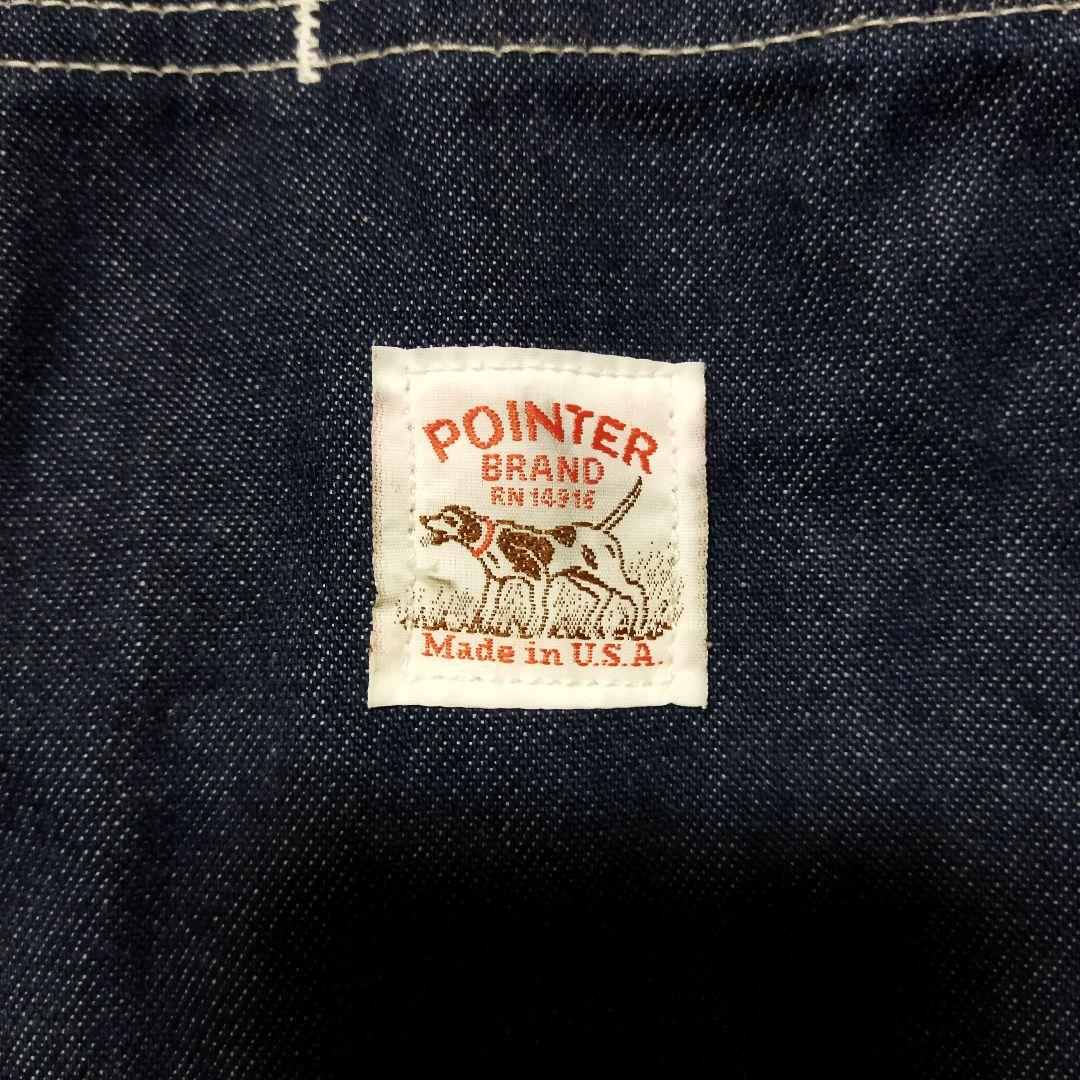 POINTER
BRAND
RN 14916
Made in U.S.A.